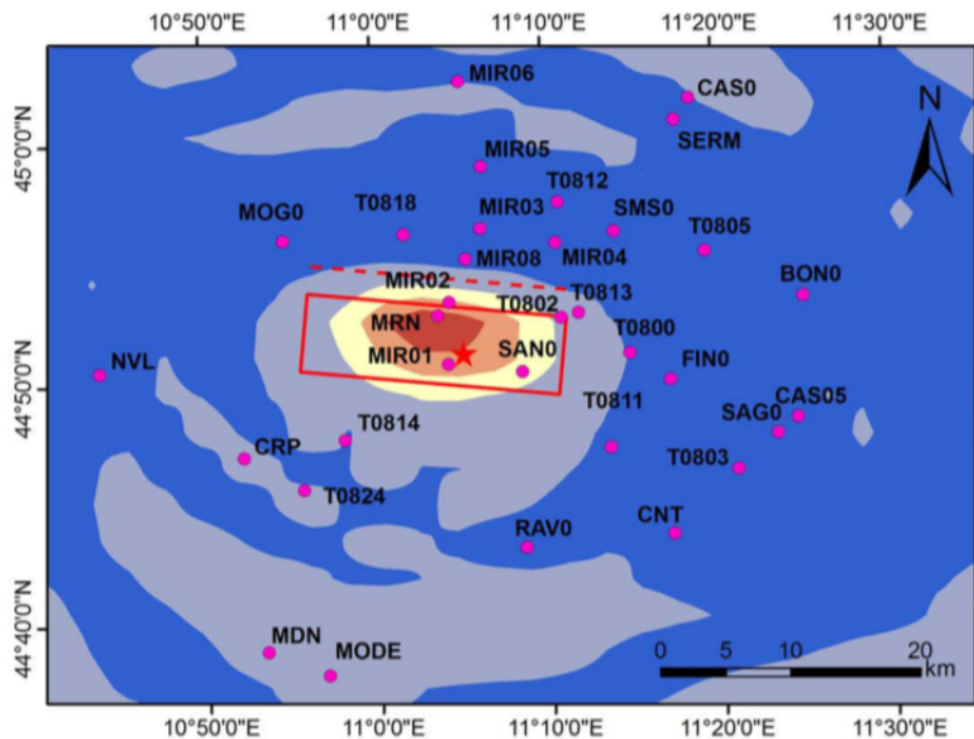 10°50'0"E 11°0'0"E 11°10'0"E 11°20'0"E 11°30'0"E
MIR06
CAS0
N
SERM
45°0'0"N
MIR05
T0812
T0818
MIR03
SMS0
MOG0
T0805
MIR08
MIR04
BON0
MIR02
T0802
T0813
MRN
T0800
MIR01
SAN0
FIN0
NVL
44°50'0"N
T0811
CAS05
SAG0
T0814
CRP
T0803
T0824
CNT
RAV0
44°40'0"N
MDN
MODE
0 5 10 20
km
10°50'0"E 11°0'0"E 11°10'0"E 11°20'0"E 11°30'0"E